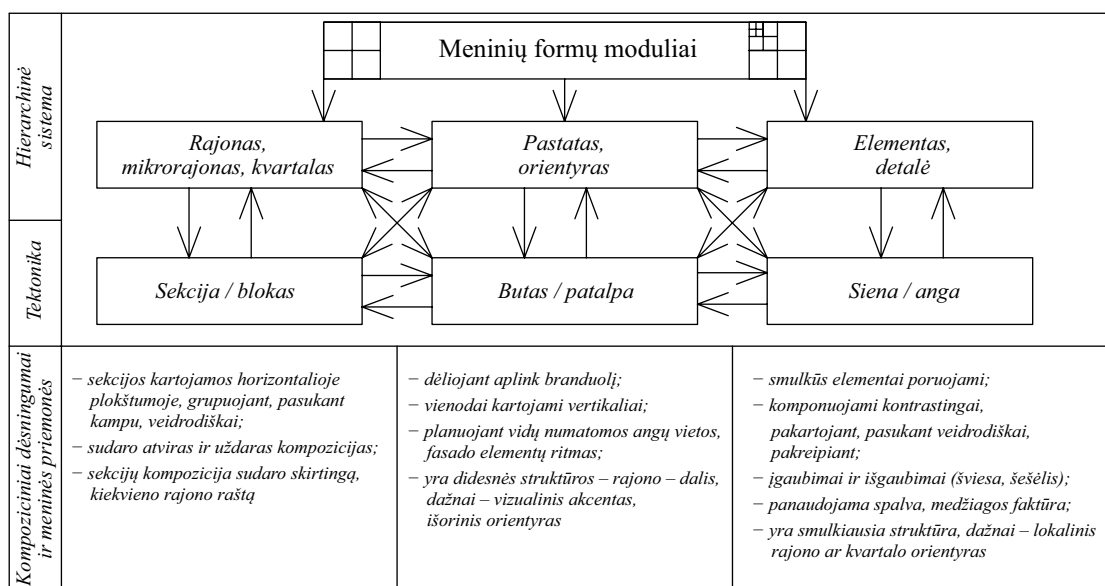 Meninių formų moduliai
Hierarchinė
sistema
Rajonas,
mikrorajonas, kvartalas
Pastatas,
orientyras
Elementas,
detalė
Tektonika
Sekcija / blokas
Butas / patalpa
Siena / anga
Kompoziciniai dėsningumai
ir meninės priemonės
− sekcijos kartojamos horizontalioje
plokštumoje, grupuojant, pasukant
kampu, veidrodiškai;
− sudaro atviras ir uždaras kompozicijas;
− sekcijų kompozicija sudaro skirtingą,
kiekvieno rajono raštą
− dėliojant aplink branduolį;
− vienodai kartojami vertikaliai;
− planuojant vidų numatomos angų vietos,
fasado elementų ritmas;
− yra didesnės struktūros – rajono – dalis,
dažnai – vizualinis akcentas,
išorinis orientyras
− smulkūs elementai poruojami;
− komponuojami kontrastingai,
pakartojant, pasukant veidrodiškai,
pakreipiant;
− įgaubimai ir išgaubimai (šviesa, šešėlis);
− panaudojama spalva, medžiagos faktūra;
− yra smulkiausia struktūra, dažnai – lokalinis
rajono ar kvartalo orientyras